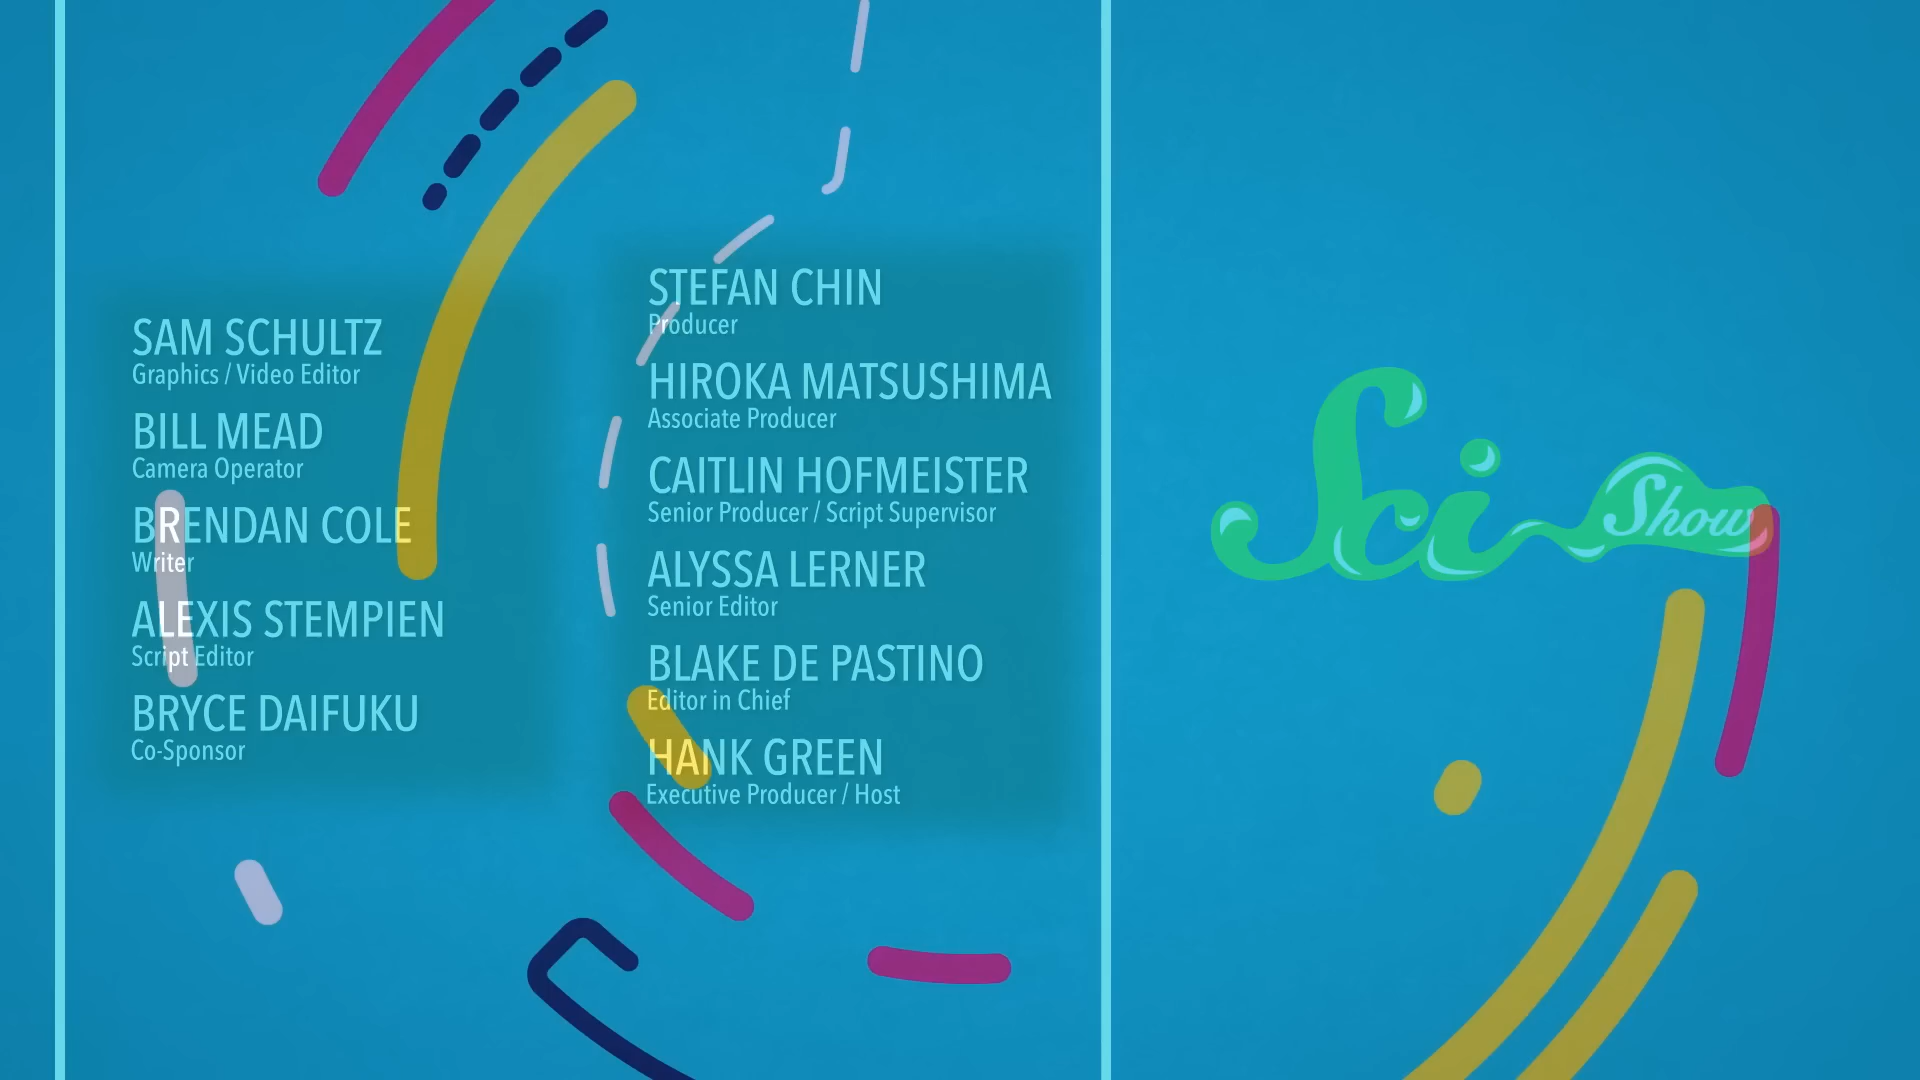 SAM SCHULTZ
Graphics / Video Editor
BILL MEAD
Camera Operator
BRENDAN COLE
Writer
ALEXIS STEMPIEN
Script Editor
BRYCE DAIFUKU
Co-Sponsor
STEFAN CHIN
Producer
HIROKA MATSUSHIMA
Associate Producer
CAITLIN HOFMEISTER
Senior Producer / Script Supervisor
ALYSSA LERNER
Senior Editor
BLAKE DE PASTINO
Editor in Chief
HANK GREEN
Executive Producer / Host
Sci Show